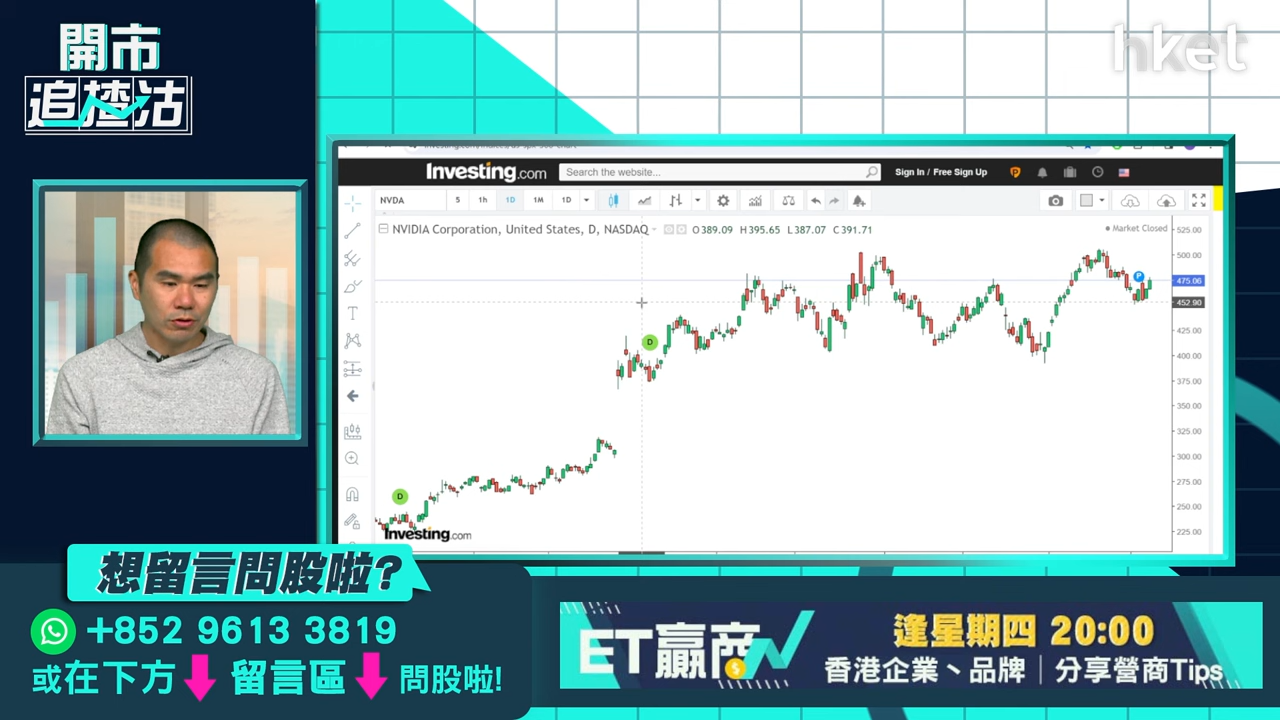 開市
追揸沽
hket
Investing.com
Search the website...
Sign In / Free Sign Up
NVDA
5
1h
1D
1M
1D
NVIDIA Corporation, United States, D, NASDAQ
O389.09 H395.65 L387.07 C391.71
Market Closed
525.00
500.00
475.06
452.90
425.00
400.00
375.00
350.00
325.00
300.00
275.00
250.00
225.00
P
D
D
Investing.com
想留言問股啦?
+852 9613 3819
或在下方 留言區 問股啦!
ET贏商
逢星期四 20:00
香港企業、品牌｜分享營商Tips